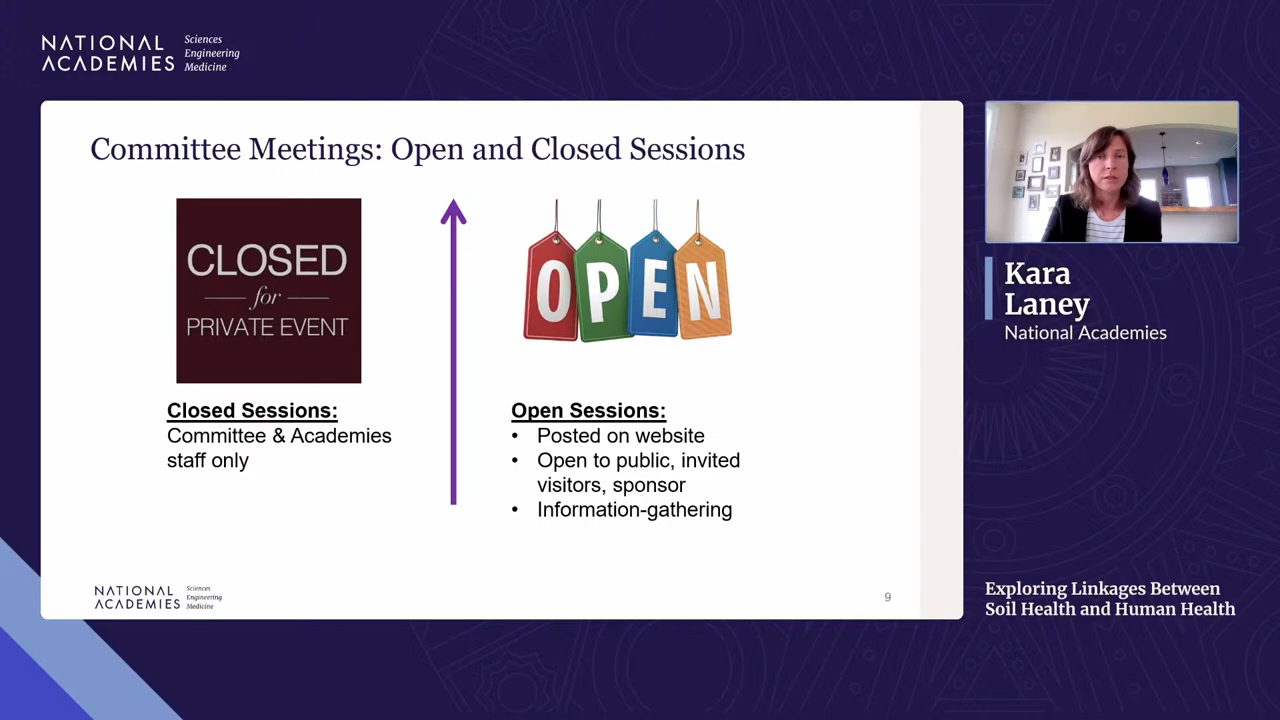 NATIONAL
ACADEMIES
Sciences
Engineering
Medicine
Committee Meetings: Open and Closed Sessions
CLOSED
for
PRIVATE EVENT
OPEN
Closed Sessions:
Committee & Academies
staff only
Open Sessions:
• Posted on website
• Open to public, invited
visitors, sponsor
• Information-gathering
NATIONAL
ACADEMIES
Sciences
Engineering
Medicine
9
Kara
Laney
National Academies
Exploring Linkages Between
Soil Health and Human Health